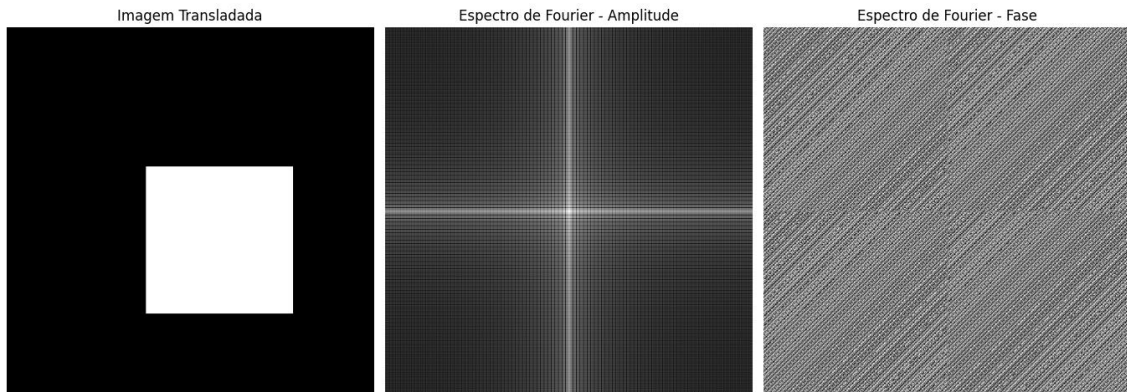 Imagem Transladada
Espectro de Fourier - Amplitude
Espectro de Fourier - Fase